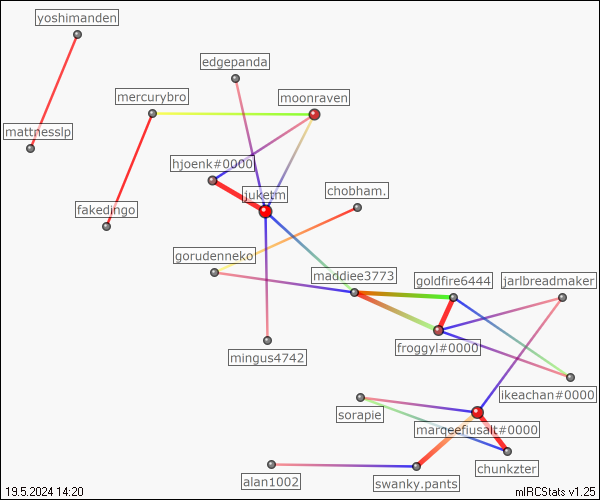 yoshimanden
edgepanda
mercurybro
moonraven
mattnesslp
hjoenk#0000
juketm
chobham.
fakedingo
gorudenneko
maddiee3773
goldfire6444
jarlbreadmaker
froggyl#0000
mingus4742
ikeachan#0000
sorapie
marqeefiusalt#0000
chunkzter
alan1002
swanky.pants
19.5.2024 14:20
mIRCStats v1.25